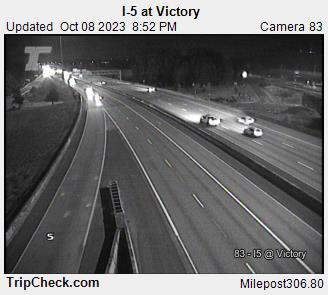 I-5 at Victory
Updated Oct 08 2023 8:52 PM Camera 83
T
S
83 - I5 @ Victory
TripCheck.com Milepost306.80